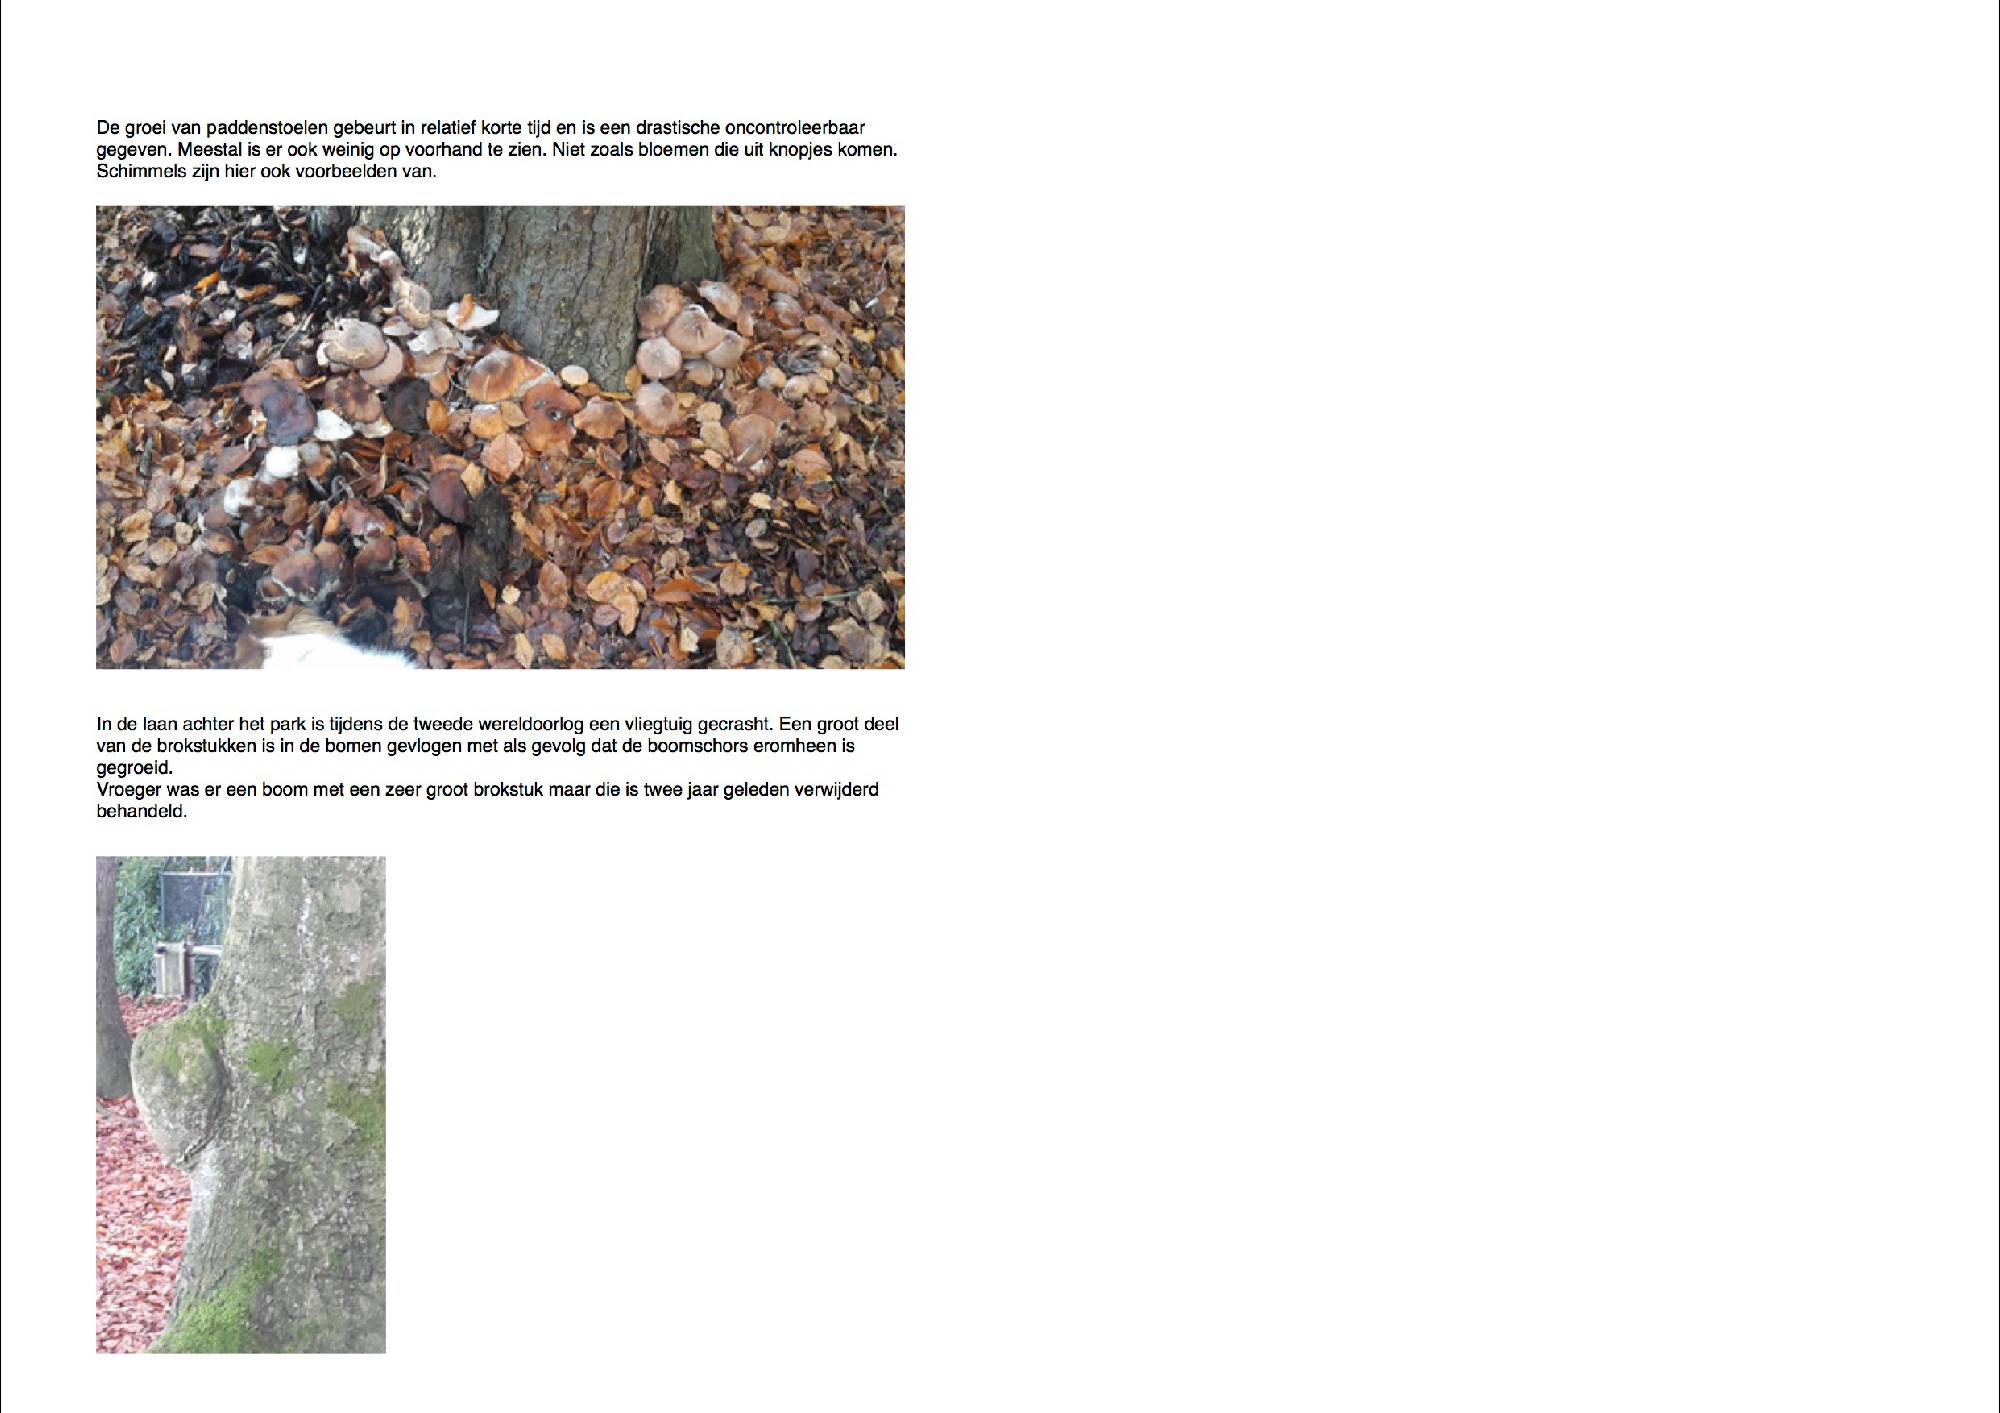 De groei van paddenstoelen gebeurt in relatief korte tijd en is een drastische oncontroleerbaar
gegeven. Meestal is er ook weinig op voorhand te zien. Niet zoals bloemen die uit knopjes komen.
Schimmels zijn hier ook voorbeelden van.
In de laan achter het park is tijdens de tweede wereldoorlog een vliegtuig gecrasht. Een groot deel
van de brokstukken is in de bomen gevlogen met als gevolg dat de boomschors eromheen is
gegroeid.
Vroeger was er een boom met een zeer groot brokstuk maar die is twee jaar geleden verwijderd
behandeld.